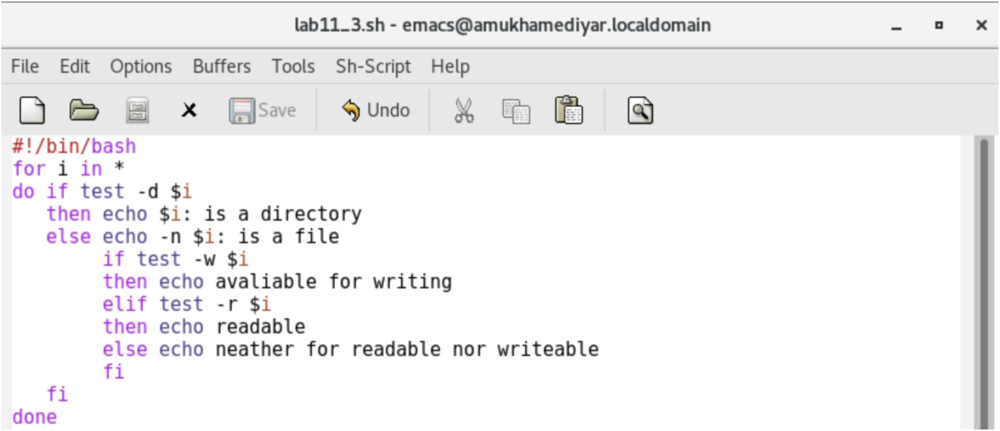 lab11_3.sh - emacs@amukhamediyar.localdomain
File Edit Options Buffers Tools Sh-Script Help
Save Undo
#!/bin/bash
for i in *
do if test -d $i
   then echo $i: is a directory
   else echo -n $i: is a file
        if test -w $i
        then echo avaliable for writing
        elif test -r $i
        then echo readable
        else echo neather for readable nor writeable
        fi
   fi
done